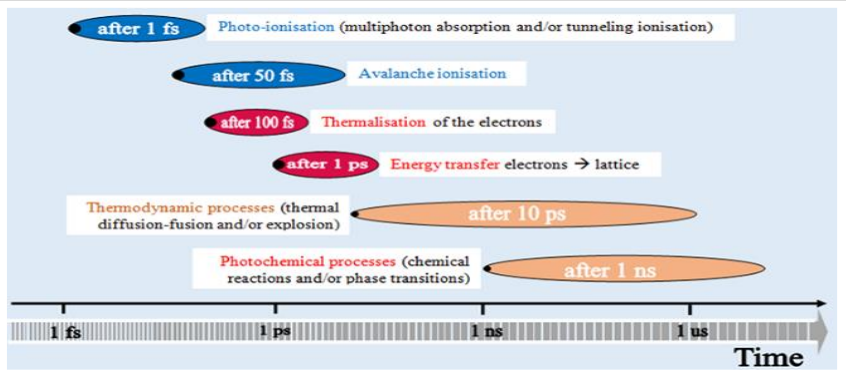 after 1 fs Photo-ionisation (multiphoton absorption and/or tunneling ionisation)
after 50 fs Avalanche ionisation
after 100 fs Thermalisation of the electrons
after 1 ps Energy transfer electrons → lattice
Thermodynamic processes (thermal
diffusion-fusion and/or explosion)
after 10 ps
Photochemical processes (chemical
reactions and/or phase transitions)
after 1 ns
1 fs 1 ps 1 ns 1 us
Time